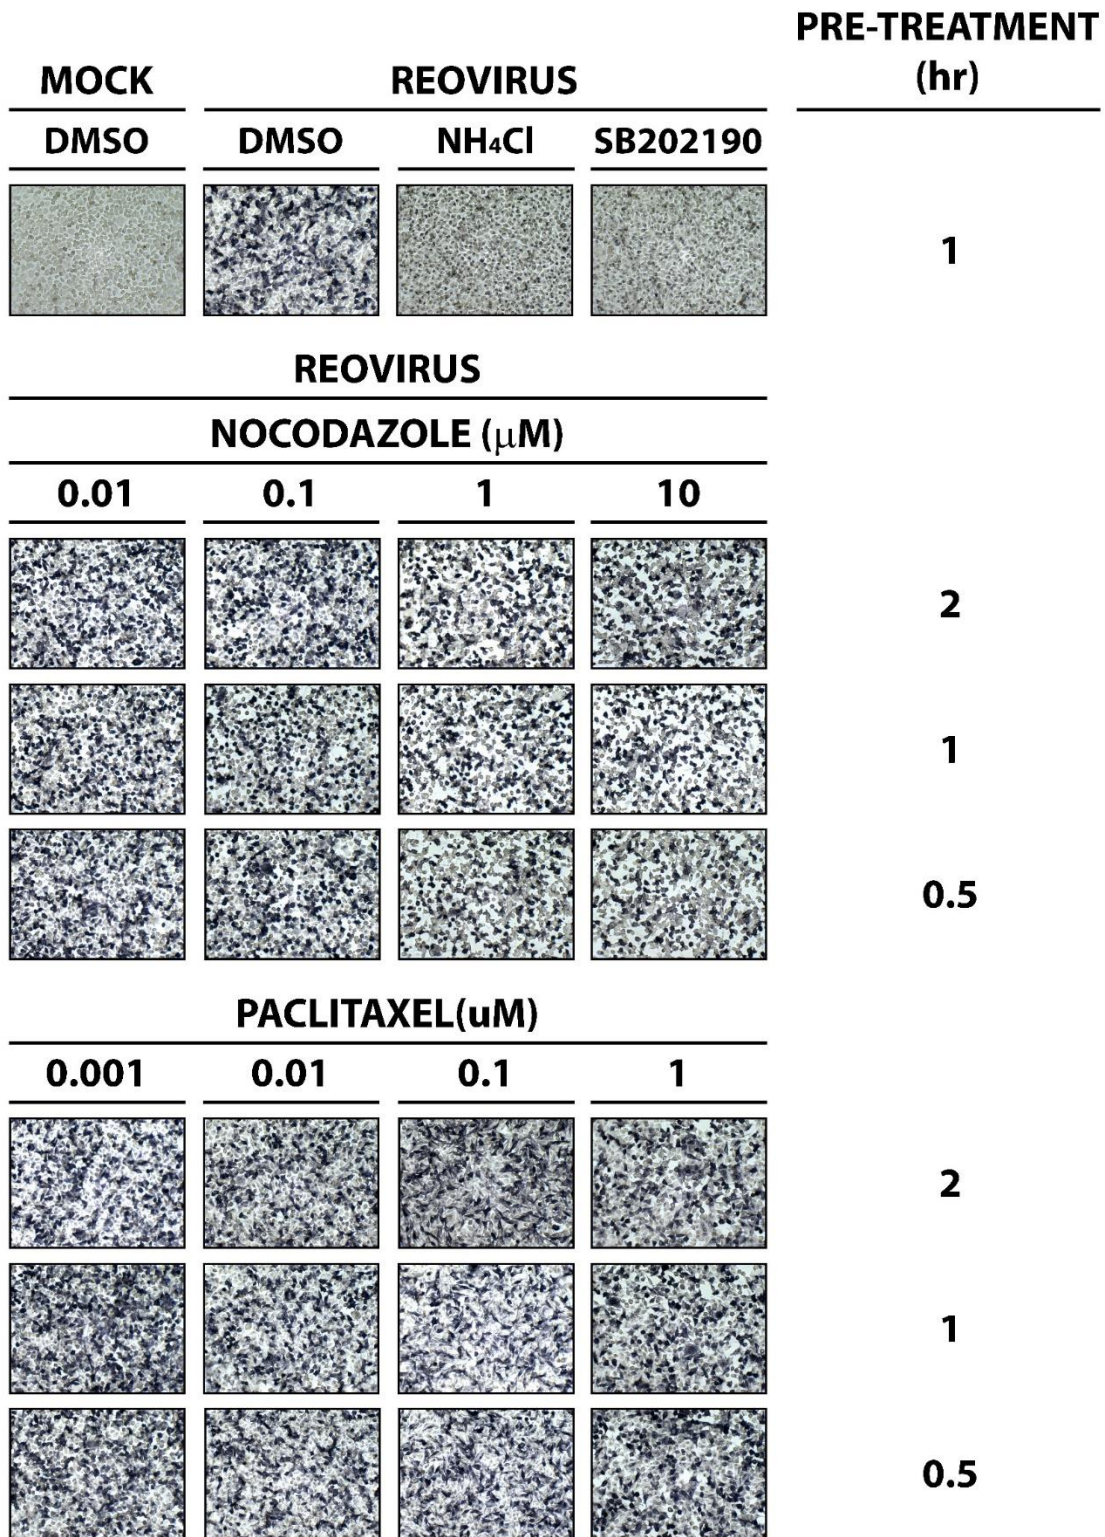 PRE-TREATMENT
(hr)
MOCK REOVIRUS
DMSO DMSO NH₄Cl SB202190
1
REOVIRUS
NOCODAZOLE (μM)
0.01 0.1 1 10
2
1
0.5
PACLITAXEL(uM)
0.001 0.01 0.1 1
2
1
0.5